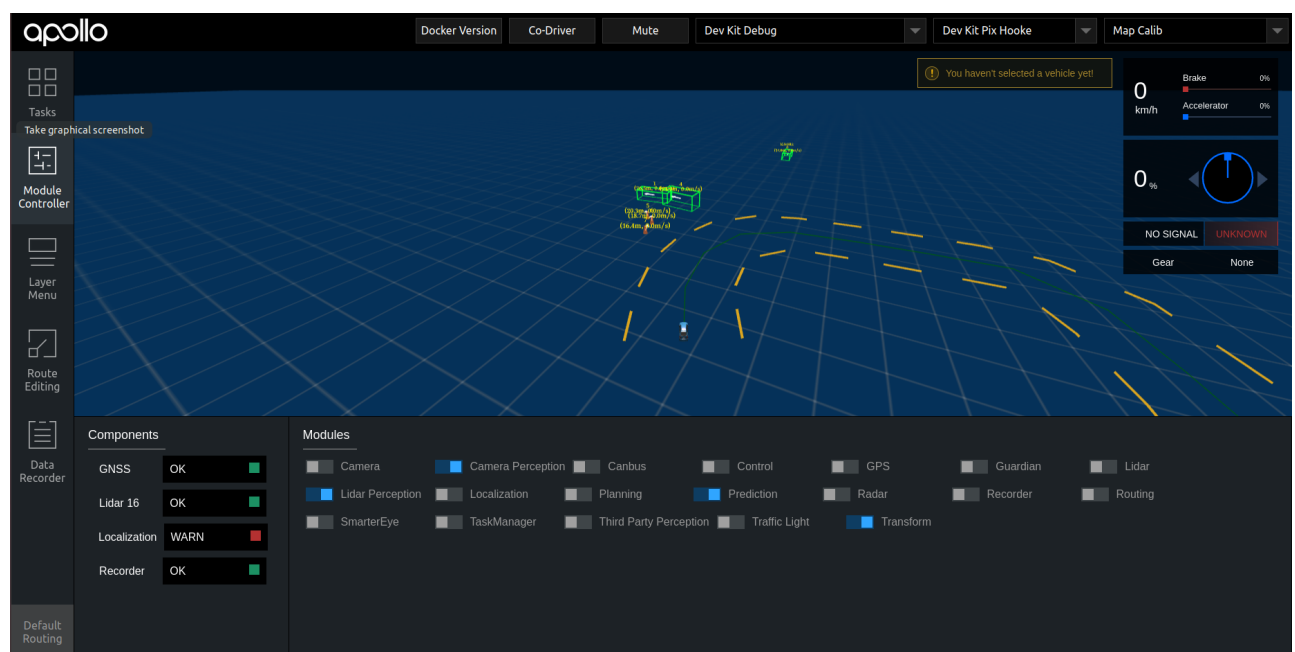 apollo
Docker Version Co-Driver Mute Dev Kit Debug Dev Kit Pix Hooke Map Calib
Tasks
Take graphical screenshot
Module
Controller
Layer
Menu
Route
Editing
Data
Recorder
Default
Routing
You haven't selected a vehicle yet!
0
km/h
Brake 0%
Accelerator 0%
0 %
NO SIGNAL UNKNOWN
Gear None
Components
GNSS OK
Lidar 16 OK
Localization WARN
Recorder OK
Modules
Camera Camera Perception Canbus Control GPS Guardian Lidar
Lidar Perception Localization Planning Prediction Radar Recorder Routing
SmarterEye TaskManager Third Party Perception Traffic Light Transform